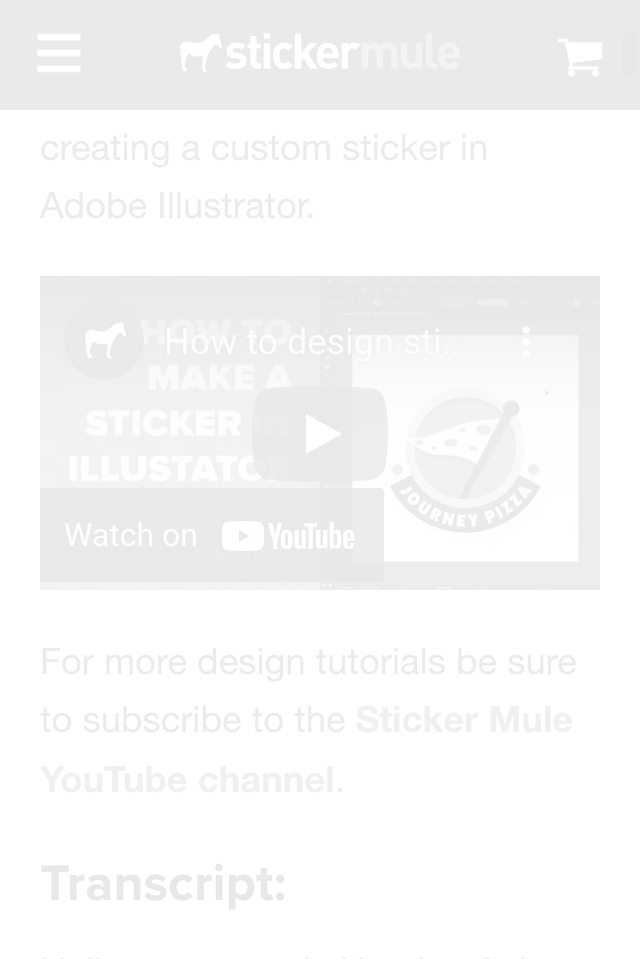 stickermule
creating a custom sticker in
Adobe Illustrator.
HOW TO
How to design sti...
MAKE A
STICKER IN
ILLUSTATOR
JOURNEY PIZZA
Watch on YouTube
For more design tutorials be sure
to subscribe to the Sticker Mule
YouTube channel.
Transcript: